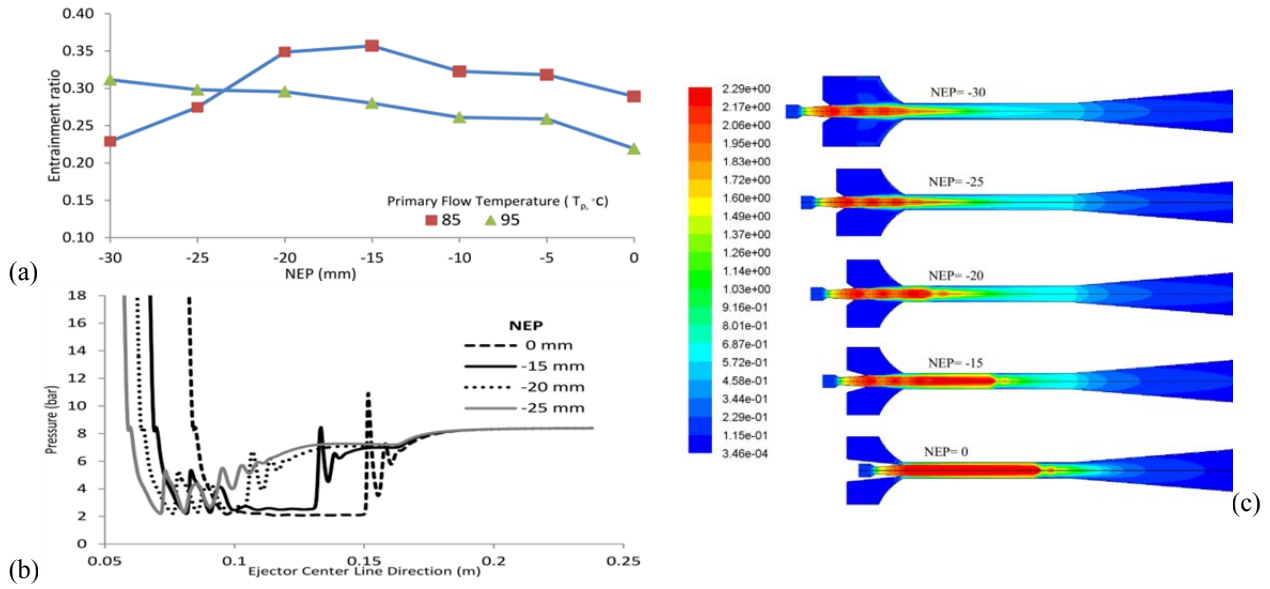 (a)
0.40
0.35
0.30
0.25
0.20
0.15
0.10
Entrainment ratio
-30 -25 -20 -15 -10 -5 0
NEP (mm)
Primary Flow Temperature ( Tp, °C)
85 95
(b)
18
16
14
12
10
8
6
4
2
0
Pressure (bar)
0.05 0.1 0.15 0.2 0.25
Ejector Center Line Direction (m)
NEP
0 mm
-15 mm
-20 mm
-25 mm
(c)
2.29e+00
2.17e+00
2.06e+00
1.95e+00
1.83e+00
1.72e+00
1.60e+00
1.49e+00
1.37e+00
1.26e+00
1.14e+00
1.03e+00
9.16e-01
8.01e-01
6.87e-01
5.72e-01
4.58e-01
3.44e-01
2.29e-01
1.15e-01
3.46e-04
NEP= -30
NEP= -25
NEP= -20
NEP= -15
NEP= 0